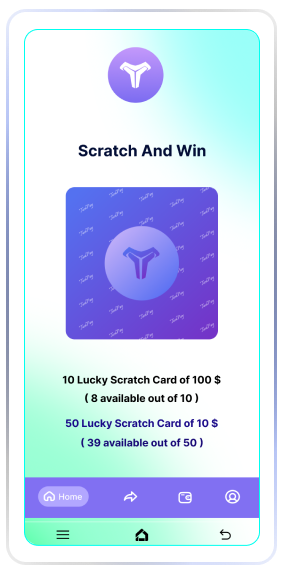 Scratch And Win
10 Lucky Scratch Card of 100 $
( 8 available out of 10 )
50 Lucky Scratch Card of 10 $
( 39 available out of 50 )
Home